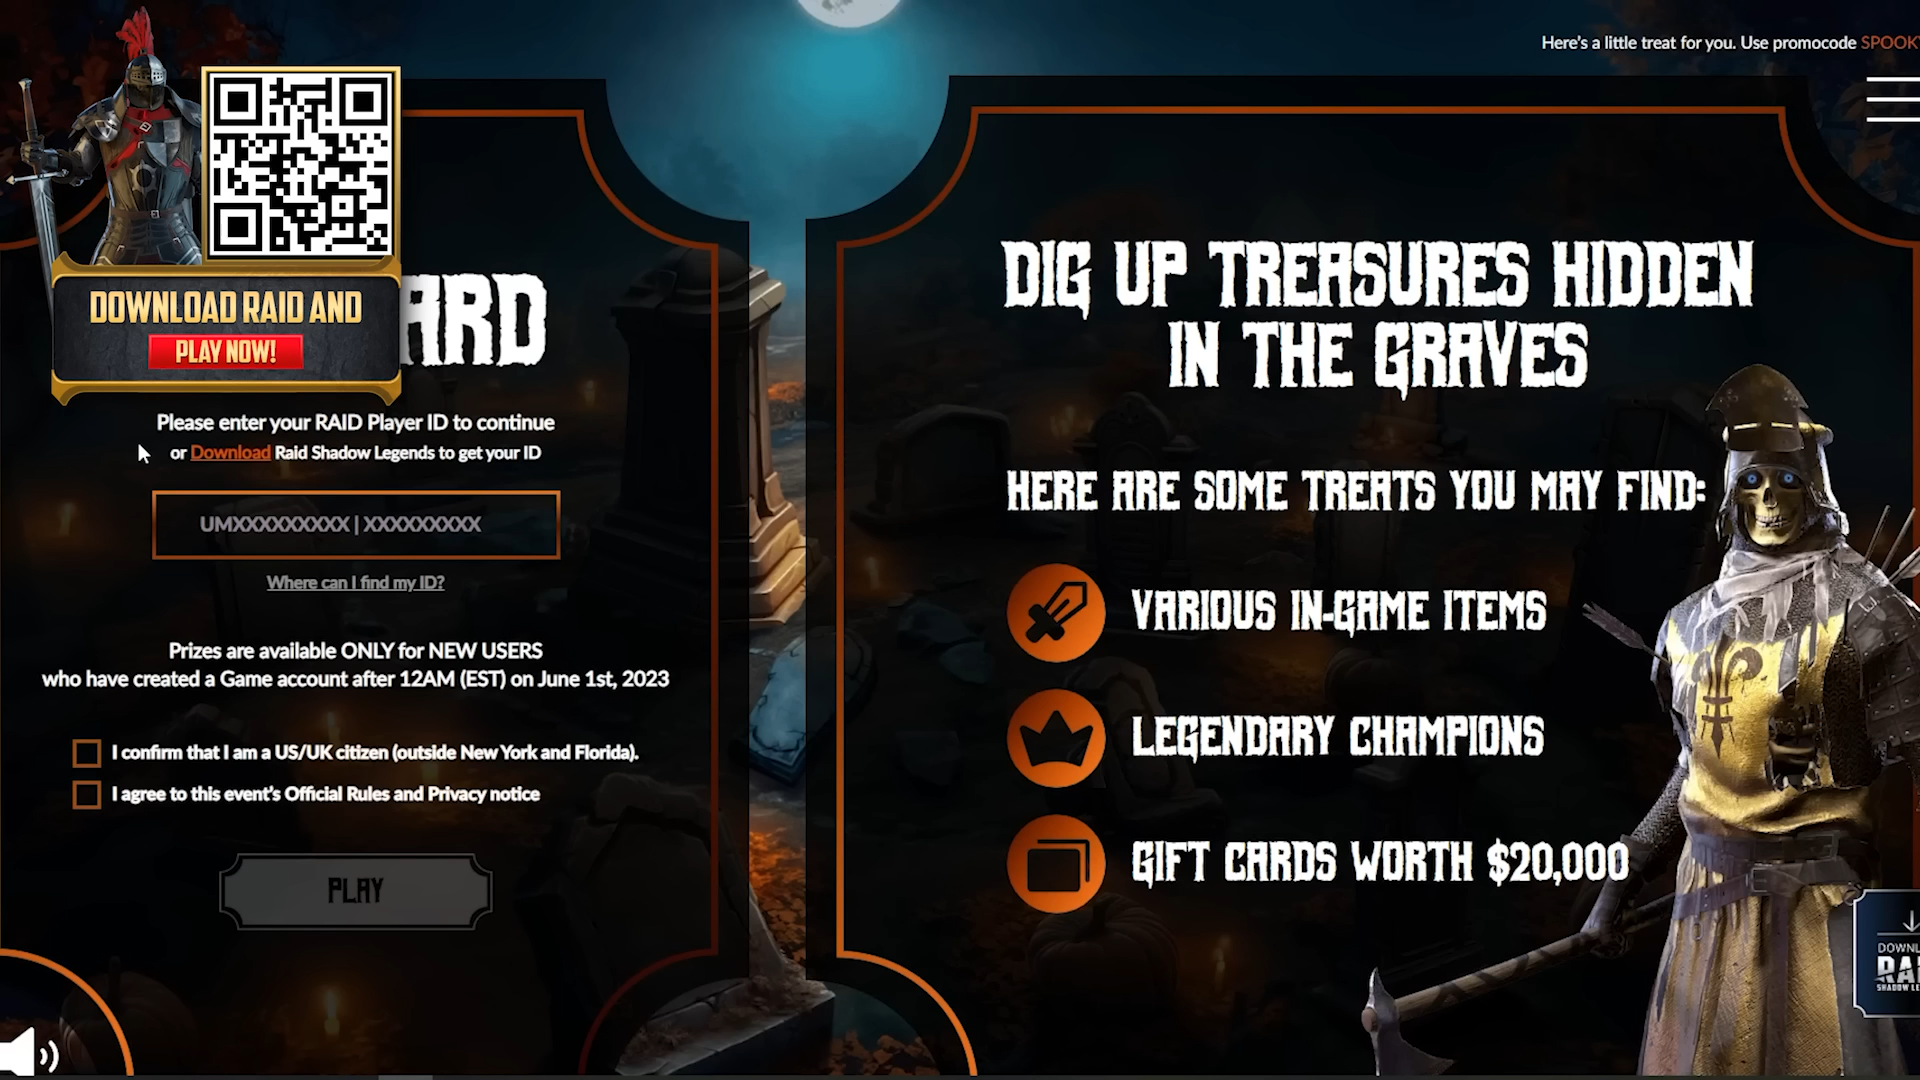 Here's a little treat for you. Use promocode
DOWNLOAD RAID AND
PLAY NOW!
ARD
Please enter your RAID Player ID to continue
or Download Raid Shadow Legends to get your ID
UMXXXXXXXXX | XXXXXXXXX
Where can I find my ID?
Prizes are available ONLY for NEW USERS
who have created a Game account after 12AM (EST) on June 1st, 2023
I confirm that I am a US/UK citizen (outside New York and Florida).
I agree to this event's Official Rules and Privacy notice
PLAY
DIG UP TREASURES HIDDEN
IN THE GRAVES
HERE ARE SOME TREATS YOU MAY FIND:
VARIOUS IN-GAME ITEMS
LEGENDARY CHAMPIONS
GIFT CARDS WORTH $20,000